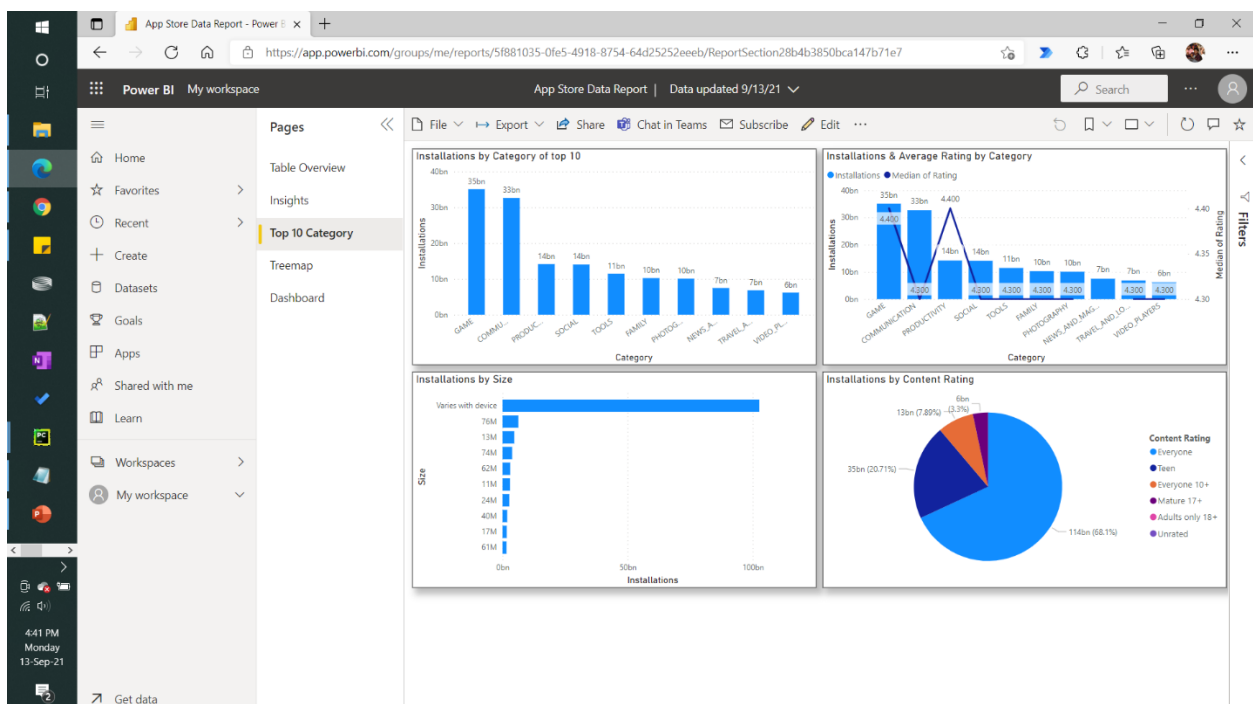 App Store Data Report - Power B
https://app.powerbi.com/groups/me/reports/5f881035-0fe5-4918-8754-64d25252eeeb/ReportSection28b4b3850bca147b71e7
Power BI My workspace
App Store Data Report | Data updated 9/13/21
Search
Home
Favorites
Recent
Create
Datasets
Goals
Apps
Shared with me
Learn
Workspaces
My workspace
Get data
Pages
Table Overview
Insights
Top 10 Category
Treemap
Dashboard
File Export Share Chat in Teams Subscribe Edit ...
Installations by Category of top 10
Installations
40bn
30bn
20bn
10bn
0bn
35bn 33bn 14bn 14bn 11bn 10bn 10bn 7bn 7bn 6bn
GAME COMMU... PRODUC... SOCIAL TOOLS FAMILY PHOTOG... NEWS_A... TRAVEL_A... VIDEO_PL...
Category
Installations & Average Rating by Category
Installations Median of Rating
Installations
40bn
30bn
20bn
10bn
0bn
35bn 33bn 14bn 14bn 11bn 10bn 10bn 7bn 7bn 6bn
4.400 4.300 4.400 4.300 4.300 4.300 4.300 4.300 4.300
4.40
4.35
4.30
Median of Rating
GAME COMMUNICATION PRODUCTIVITY SOCIAL TOOLS FAMILY PHOTOGRAPHY NEWS_AND_MAG... TRAVEL_AND_LO... VIDEO_PLAYERS
Category
Installations by Size
Size
Varies with device
76M
13M
74M
62M
11M
24M
40M
17M
61M
0bn 50bn 100bn
Installations
Installations by Content Rating
6bn
(3.3%)
13bn (7.89%)
35bn (20.71%)
114bn (68.1%)
Content Rating
Everyone
Teen
Everyone 10+
Mature 17+
Adults only 18+
Unrated
Filters
4:41 PM
Monday
13-Sep-21
2